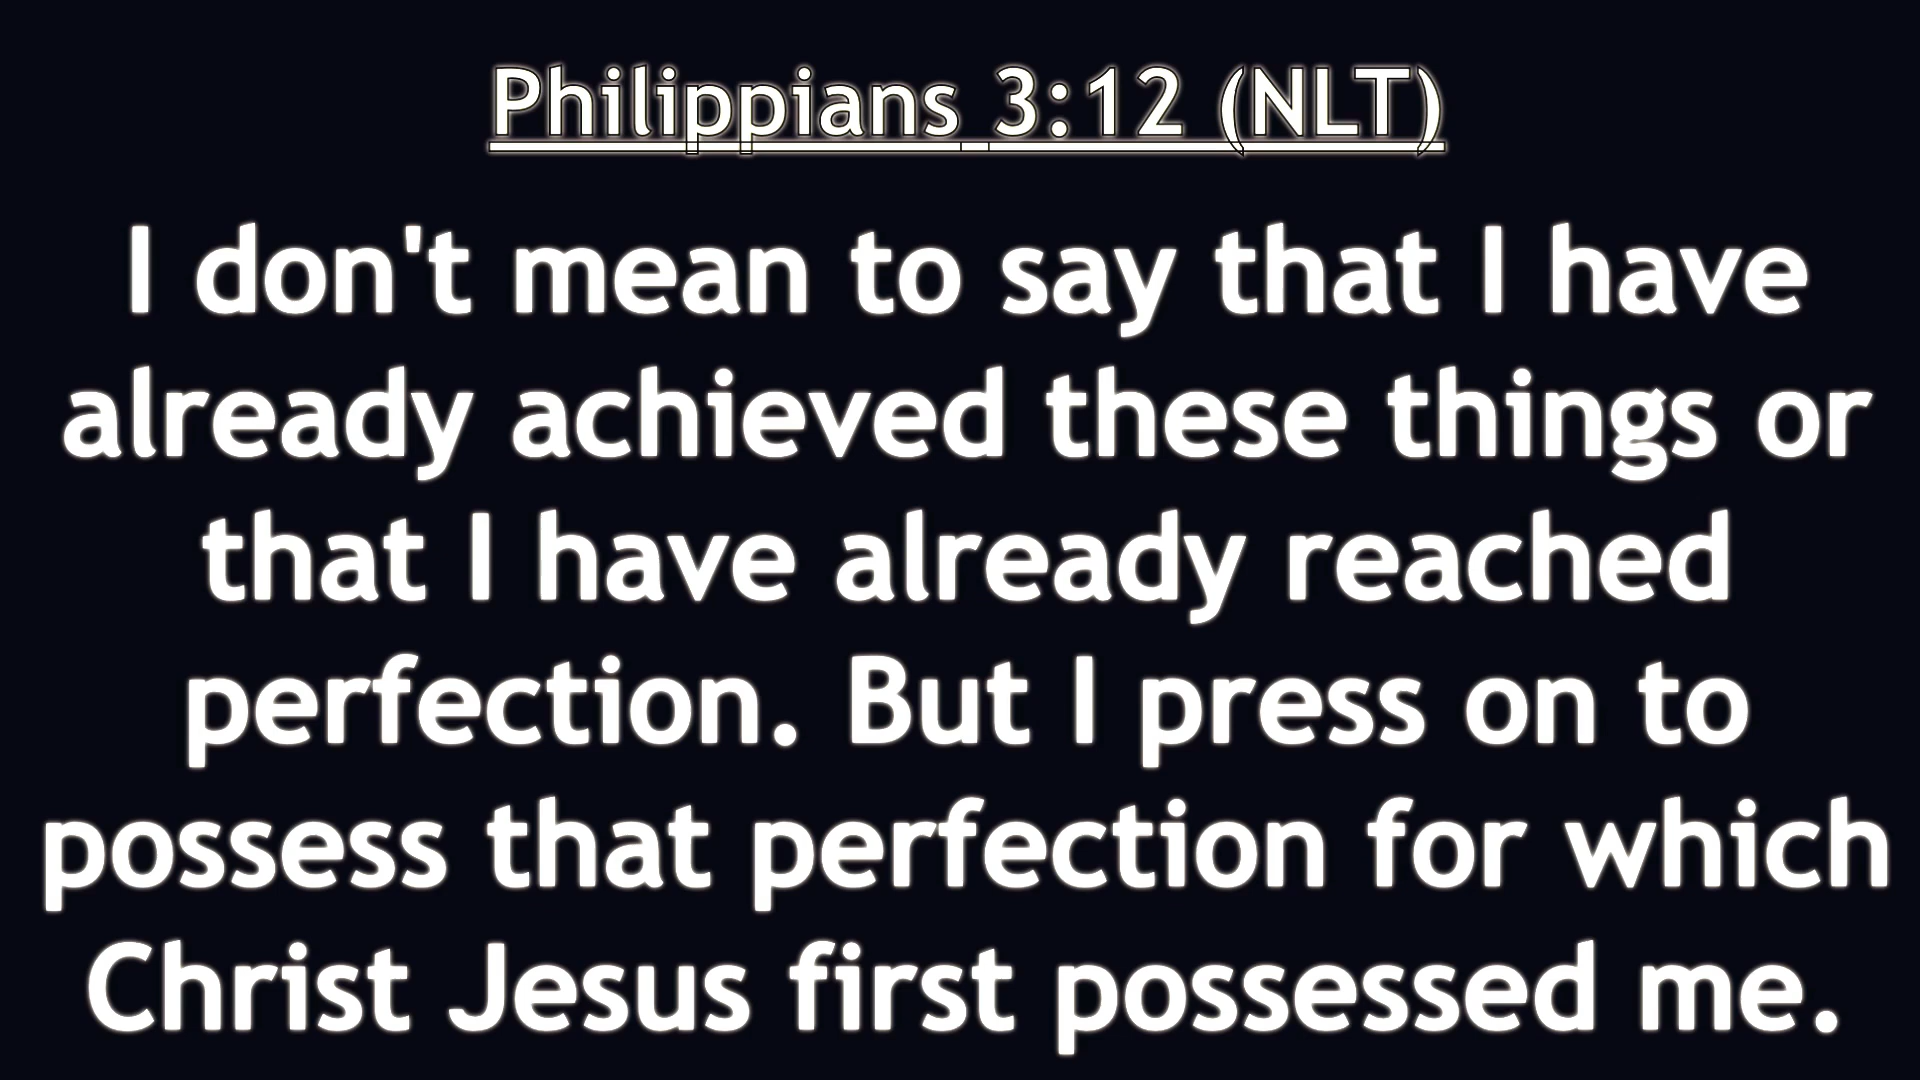 Philippians 3:12 (NLT)
I don't mean to say that I have
already achieved these things or
that I have already reached
perfection. But I press on to
possess that perfection for which
Christ Jesus first possessed me.